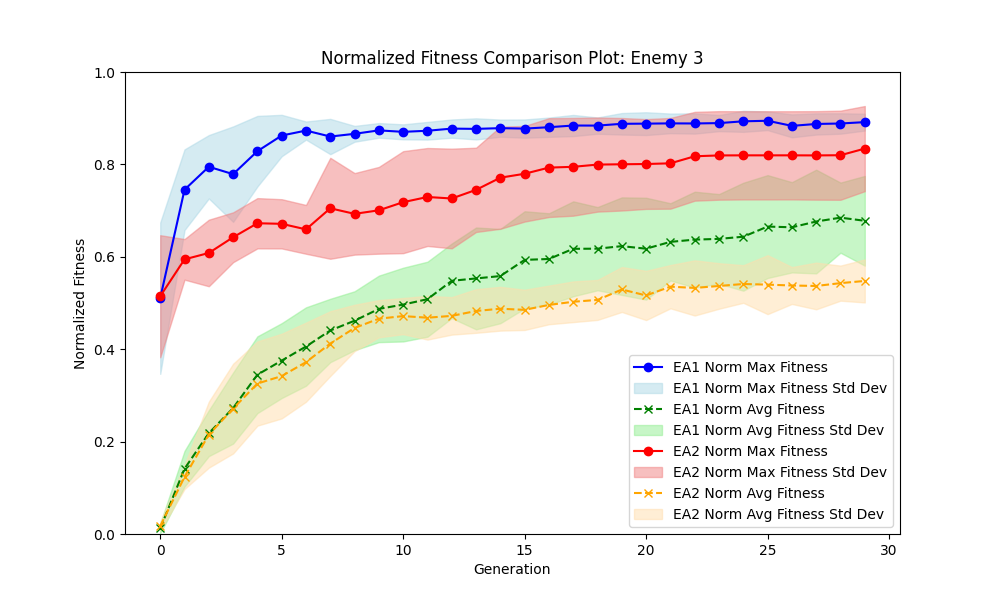 Normalized Fitness Comparison Plot: Enemy 3
Normalized Fitness
1.0
0.8
0.6
0.4
0.2
0.0
EA1 Norm Max Fitness
EA1 Norm Max Fitness Std Dev
EA1 Norm Avg Fitness
EA1 Norm Avg Fitness Std Dev
EA2 Norm Max Fitness
EA2 Norm Max Fitness Std Dev
EA2 Norm Avg Fitness
EA2 Norm Avg Fitness Std Dev
0 5 10 15 20 25 30
Generation